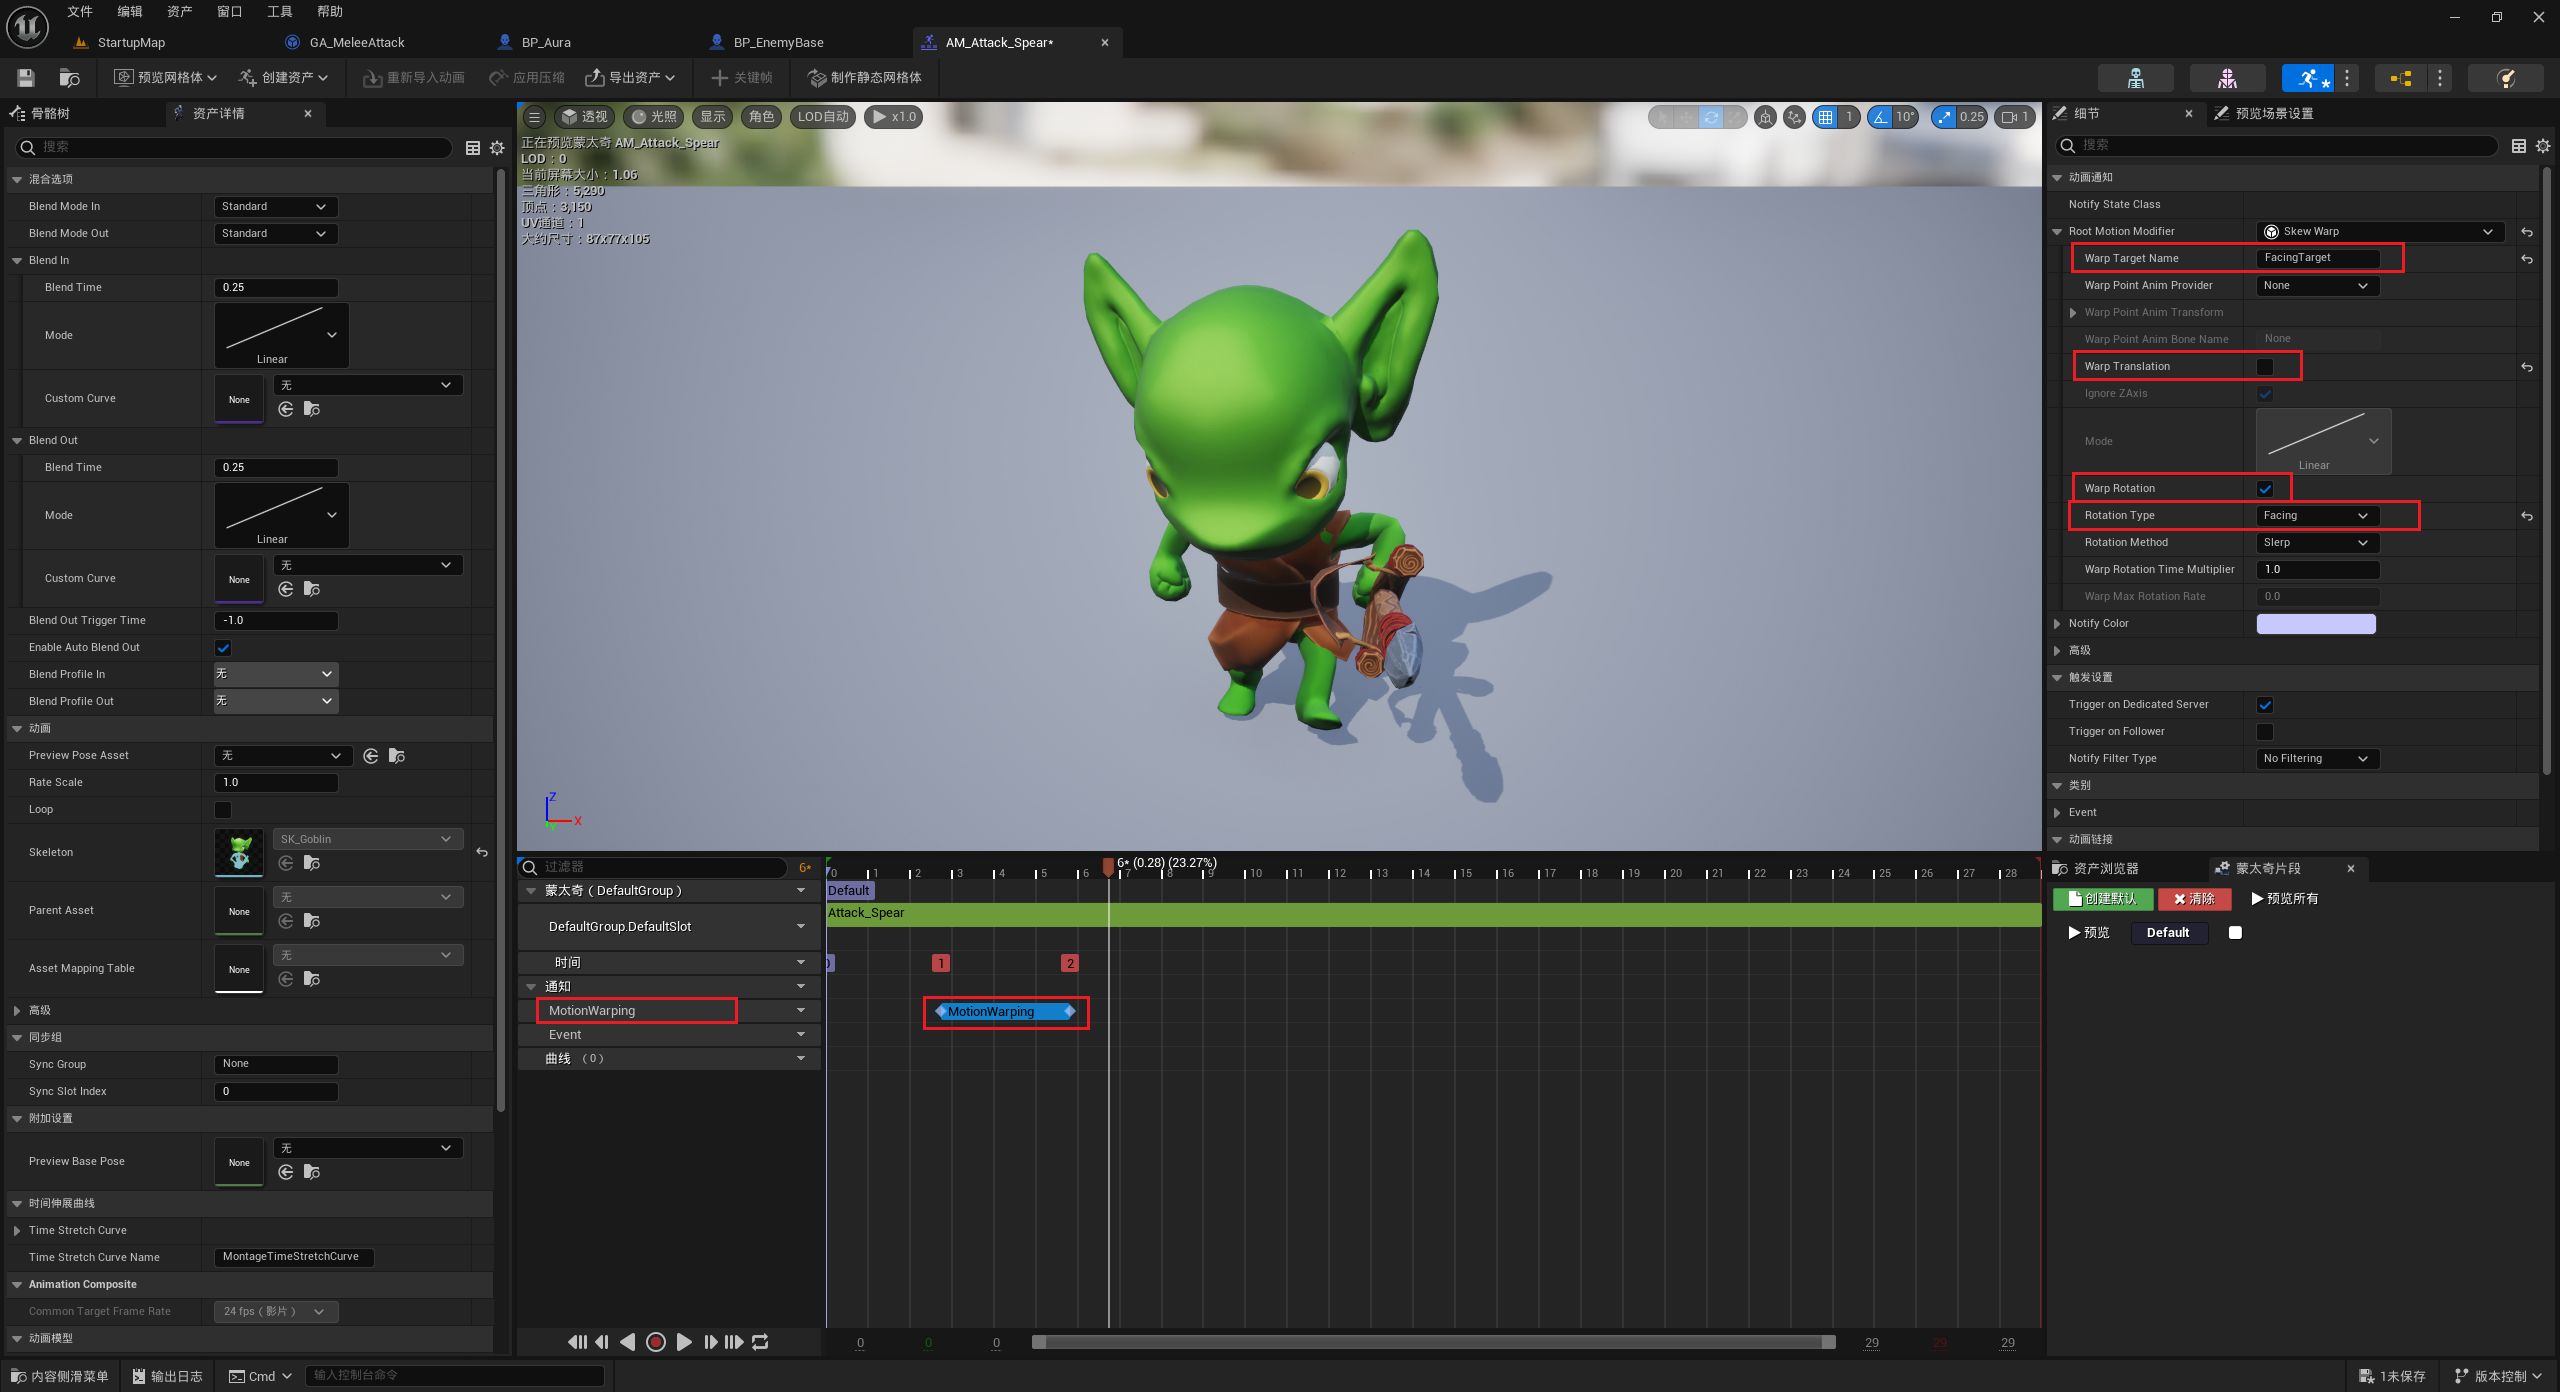 文件 编辑 资产 窗口 工具 帮助
StartupMap GA_MeleeAttack BP_Aura BP_EnemyBase AM_Attack_Spear*
预览网格体 创建资产 重新导入动画 应用压缩 导出资产 关键帧 制作静态网格体
骨骼树 资产详情
搜索
混合选项
Blend Mode In Standard
Blend Mode Out Standard
Blend In
Blend Time 0.25
Mode Linear
Custom Curve None 无
Blend Out
Blend Time 0.25
Mode Linear
Custom Curve None 无
Blend Out Trigger Time -1.0
Enable Auto Blend Out
Blend Profile In 无
Blend Profile Out 无
动画
Preview Pose Asset 无
Rate Scale 1.0
Loop
Skeleton SK_Goblin
Parent Asset None 无
Asset Mapping Table None 无
高级
同步组
Sync Group None
Sync Slot Index 0
附加设置
Preview Base Pose None 无
时间伸展曲线
Time Stretch Curve
Time Stretch Curve Name MontageTimeStretchCurve
Animation Composite
Common Target Frame Rate 24 fps（影片）
动画模型
透视 光照 显示 角色 LOD自动 x1.0 1 10° 0.25 1
正在预览蒙太奇 AM_Attack_Spear
LOD：0
当前屏幕大小：1.06
三角形：5,290
顶点：3,150
UV通道：1
大约尺寸：87x77x105
Z
X
Y
过滤器 6*
6* (0.28) (23.27%)
0 1 2 3 4 5 6 7 8 9 10 11 12 13 14 15 16 17 18 19 20 21 22 23 24 25 26 27 28
蒙太奇（DefaultGroup） Default
Attack_Spear
DefaultGroup.DefaultSlot
时间 1 2
通知
MotionWarping MotionWarping
Event
曲线 （0）
0 0 0 29 29 29
细节 预览场景设置
搜索
动画通知
Notify State Class
Root Motion Modifier Skew Warp
Warp Target Name FacingTarget
Warp Point Anim Provider None
Warp Point Anim Transform
Warp Point Anim Bone Name None
Warp Translation
Ignore ZAxis
Mode Linear
Warp Rotation
Rotation Type Facing
Rotation Method Slerp
Warp Rotation Time Multiplier 1.0
Warp Max Rotation Rate 0.0
Notify Color
高级
触发设置
Trigger on Dedicated Server
Trigger on Follower
Notify Filter Type No Filtering
类别
Event
动画链接
资产浏览器 蒙太奇片段
创建默认 清除 预览所有
预览 Default
内容侧滑菜单 输出日志 Cmd 输入控制台命令 1未保存 版本控制